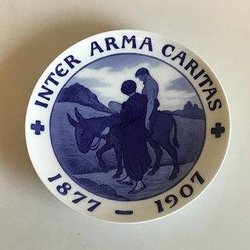 INTER ARMA CARITAS
1877 – 1907